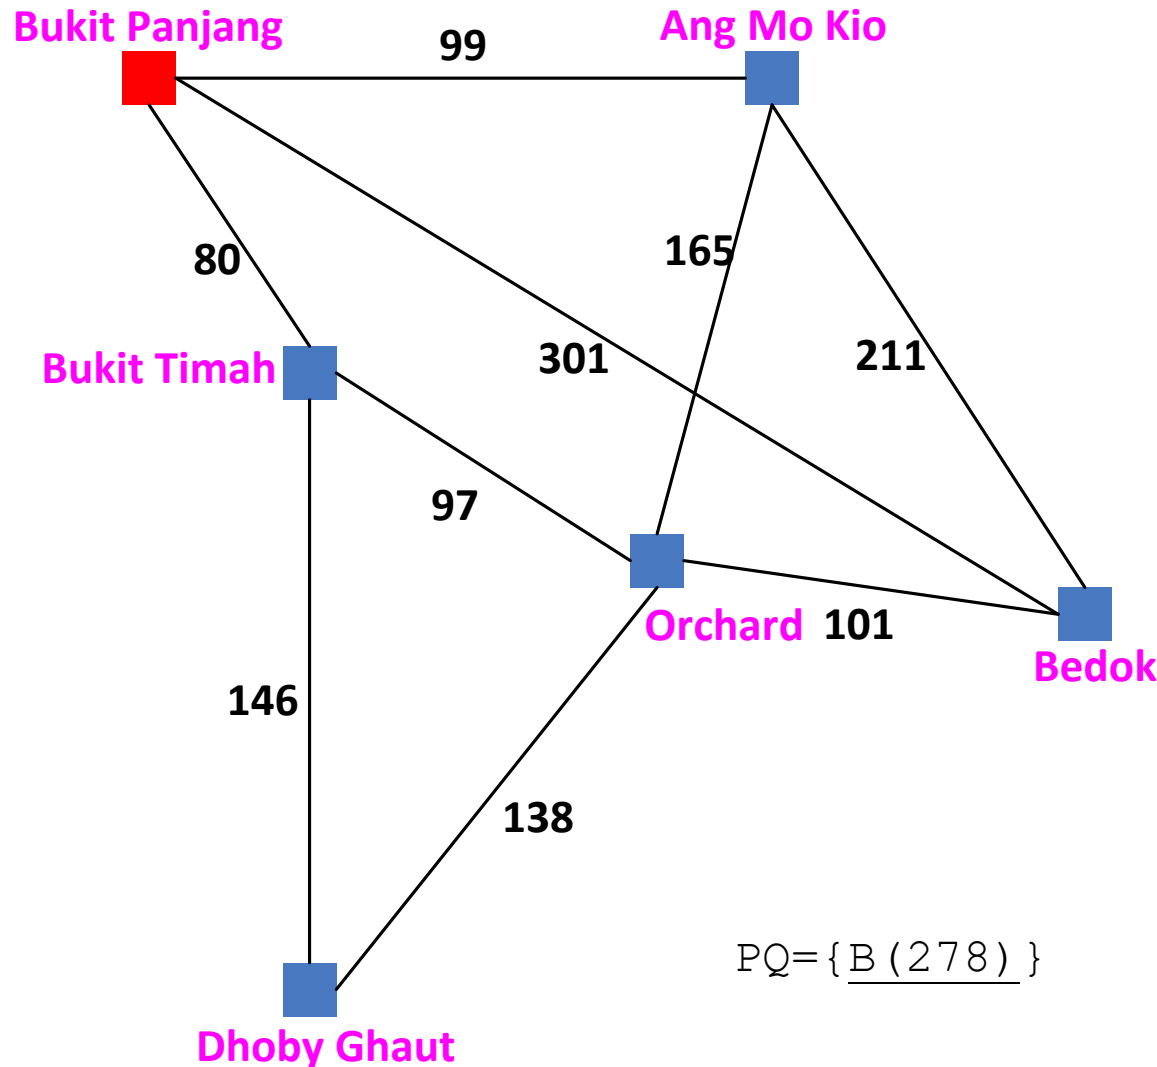 Bukit Panjang
99
Ang Mo Kio
80
165
301
211
Bukit Timah
97
Orchard
101
Bedok
146
138
PQ={B(278)}
Dhoby Ghaut